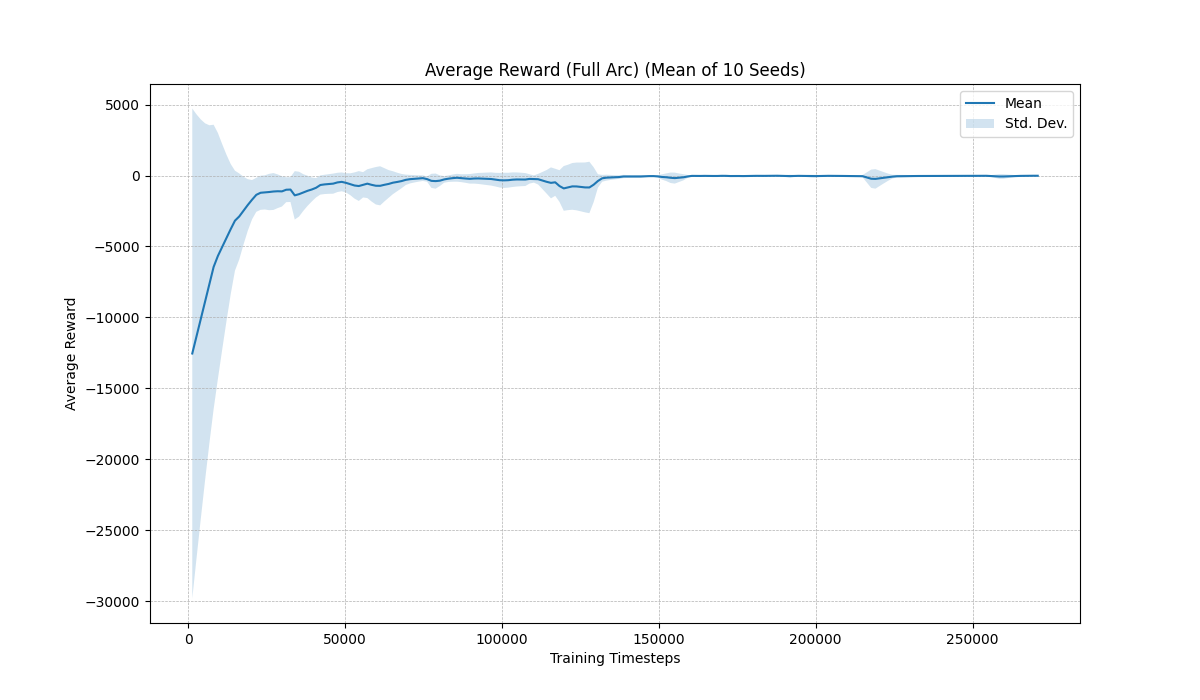 Average Reward (Full Arc) (Mean of 10 Seeds)
Mean
Std. Dev.
Average Reward
5000
0
−5000
−10000
−15000
−20000
−25000
−30000
0 50000 100000 150000 200000 250000
Training Timesteps